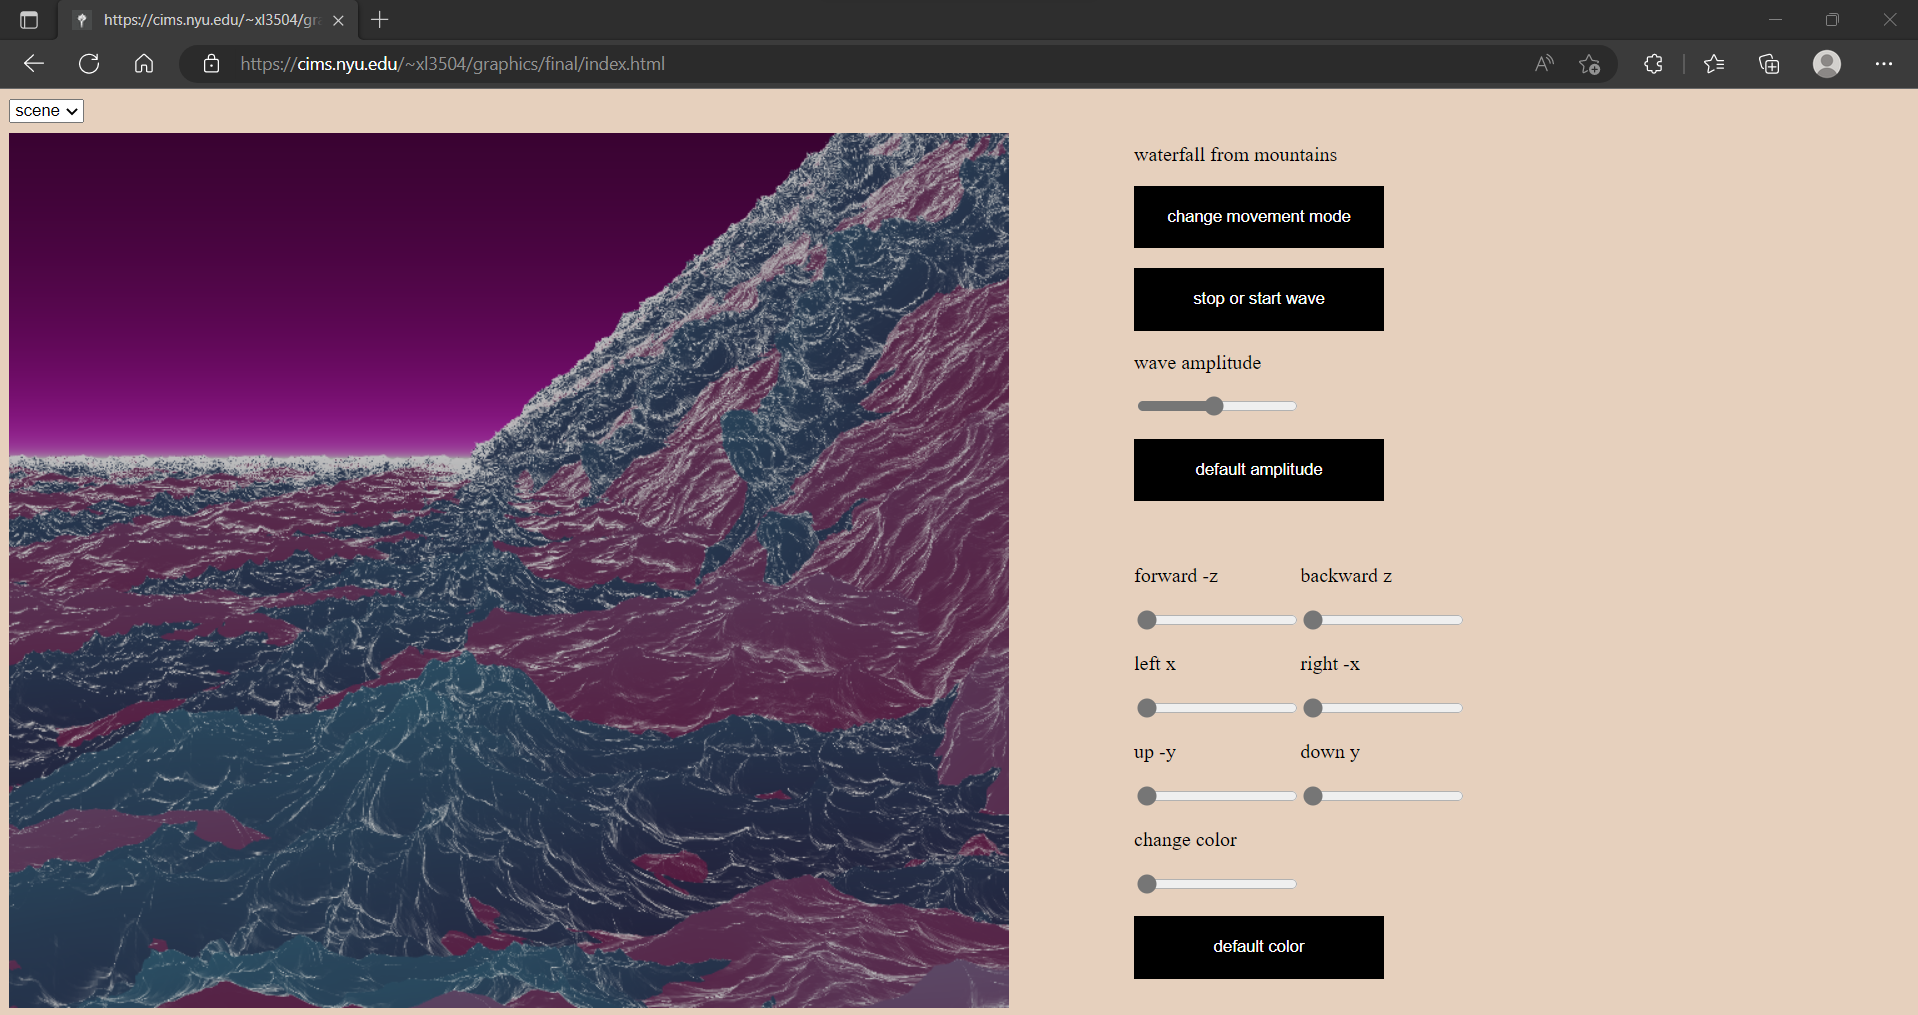 https://cims.nyu.edu/~xl3504/gra
https://cims.nyu.edu/~xl3504/graphics/final/index.html
scene
waterfall from mountains
change movement mode
stop or start wave
wave amplitude
default amplitude
forward -z backward z
left x right -x
up -y down y
change color
default color